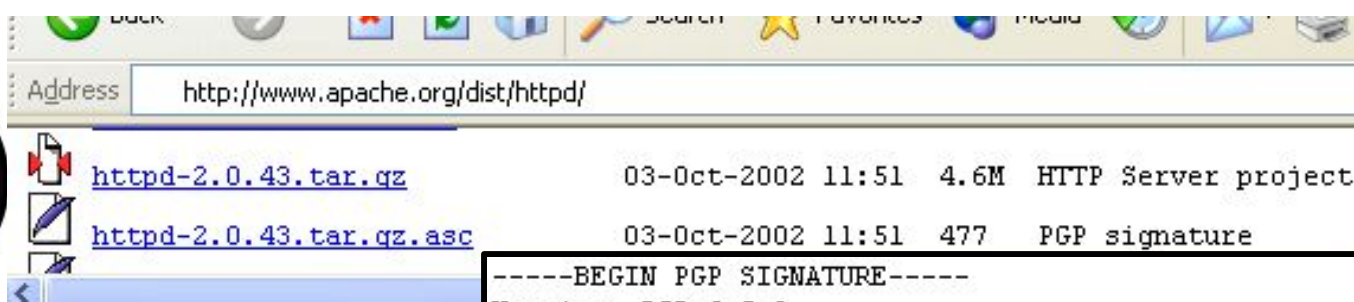 Back Search Favorites Media
Address http://www.apache.org/dist/httpd/
httpd-2.0.43.tar.gz 03-Oct-2002 11:51 4.6M HTTP Server project
httpd-2.0.43.tar.gz.asc 03-Oct-2002 11:51 477 PGP signature
-----BEGIN PGP SIGNATURE-----